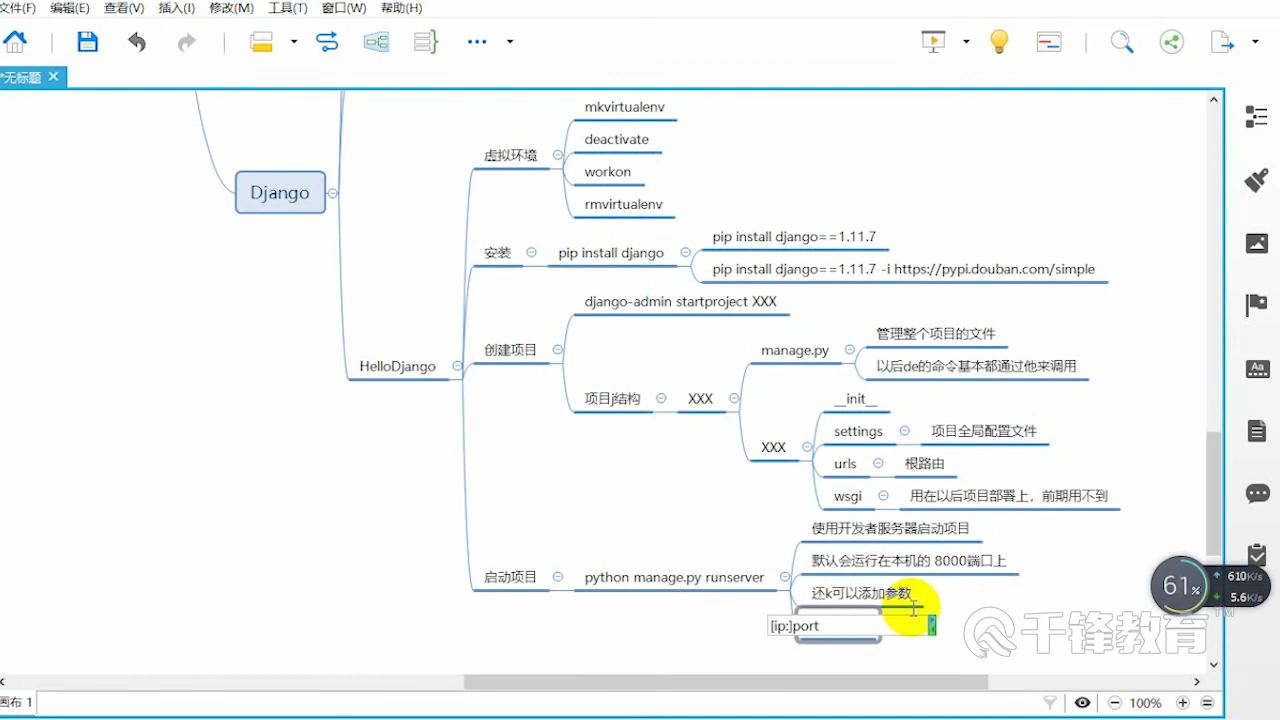 文件(F) 编辑(E) 查看(V) 插入(I) 修改(M) 工具(T) 窗口(W) 帮助(H)
*无标题
mkvirtualenv
虚拟环境
deactivate
workon
Django
rmvirtualenv
pip install django==1.11.7
安装
pip install django
pip install django==1.11.7 -i https://pypi.douban.com/simple
django-admin startproject XXX
创建项目
管理整个项目的文件
manage.py
HelloDjango
以后de的命令基本都通过他来调用
项目j结构
XXX
__init__
settings
项目全局配置文件
XXX
urls
根路由
wsgi
用在以后项目部署上，前期用不到
使用开发者服务器启动项目
默认会运行在本机的 8000端口上
启动项目
python manage.py runserver
还k可以添加参数
[ip:]port
61%
610K/s
5.6K/s
千锋教育
TM
画布 1
100%